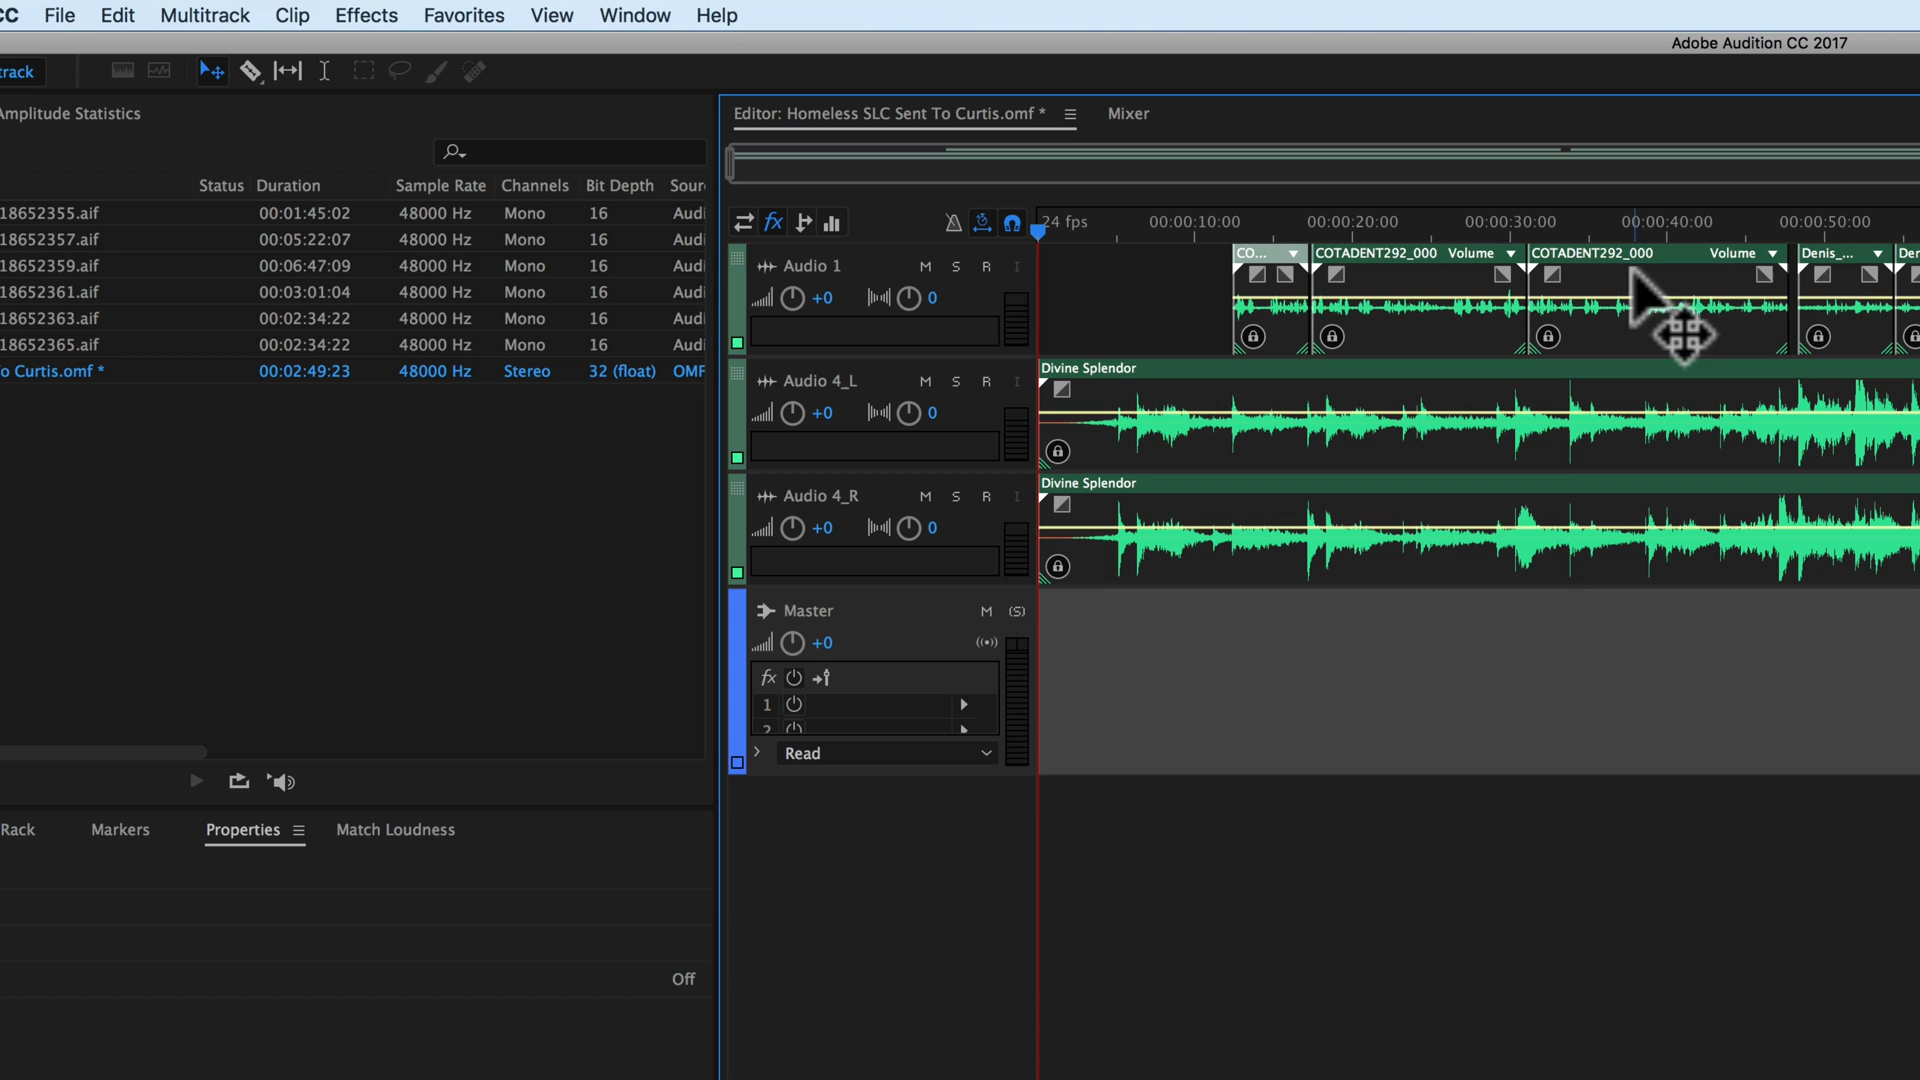 CC File Edit Multitrack Clip Effects Favorites View Window Help
Adobe Audition CC 2017
track
Amplitude Statistics
Editor: Homeless SLC Sent To Curtis.omf * Mixer
Status Duration Sample Rate Channels Bit Depth Sour
18652355.aif 00:01:45:02 48000 Hz Mono 16 Audi
18652357.aif 00:05:22:07 48000 Hz Mono 16 Audi
18652359.aif 00:06:47:09 48000 Hz Mono 16 Audi
18652361.aif 00:03:01:04 48000 Hz Mono 16 Audi
18652363.aif 00:02:34:22 48000 Hz Mono 16 Audi
18652365.aif 00:02:34:22 48000 Hz Mono 16 Audi
o Curtis.omf * 00:02:49:23 48000 Hz Stereo 32 (float) OMF
fx
24 fps 00:00:10:00 00:00:20:00 00:00:30:00 00:00:40:00 00:00:50:00
CO... COTADENT292_000 Volume COTADENT292_000 Volume Denis_... Der
Audio 1 M S R I
+0 0
Divine Splendor
Audio 4_L M S R I
+0 0
Divine Splendor
Audio 4_R M S R I
+0 0
Master M (S)
+0
fx
1
2
Read
Rack Markers Properties Match Loudness
Off